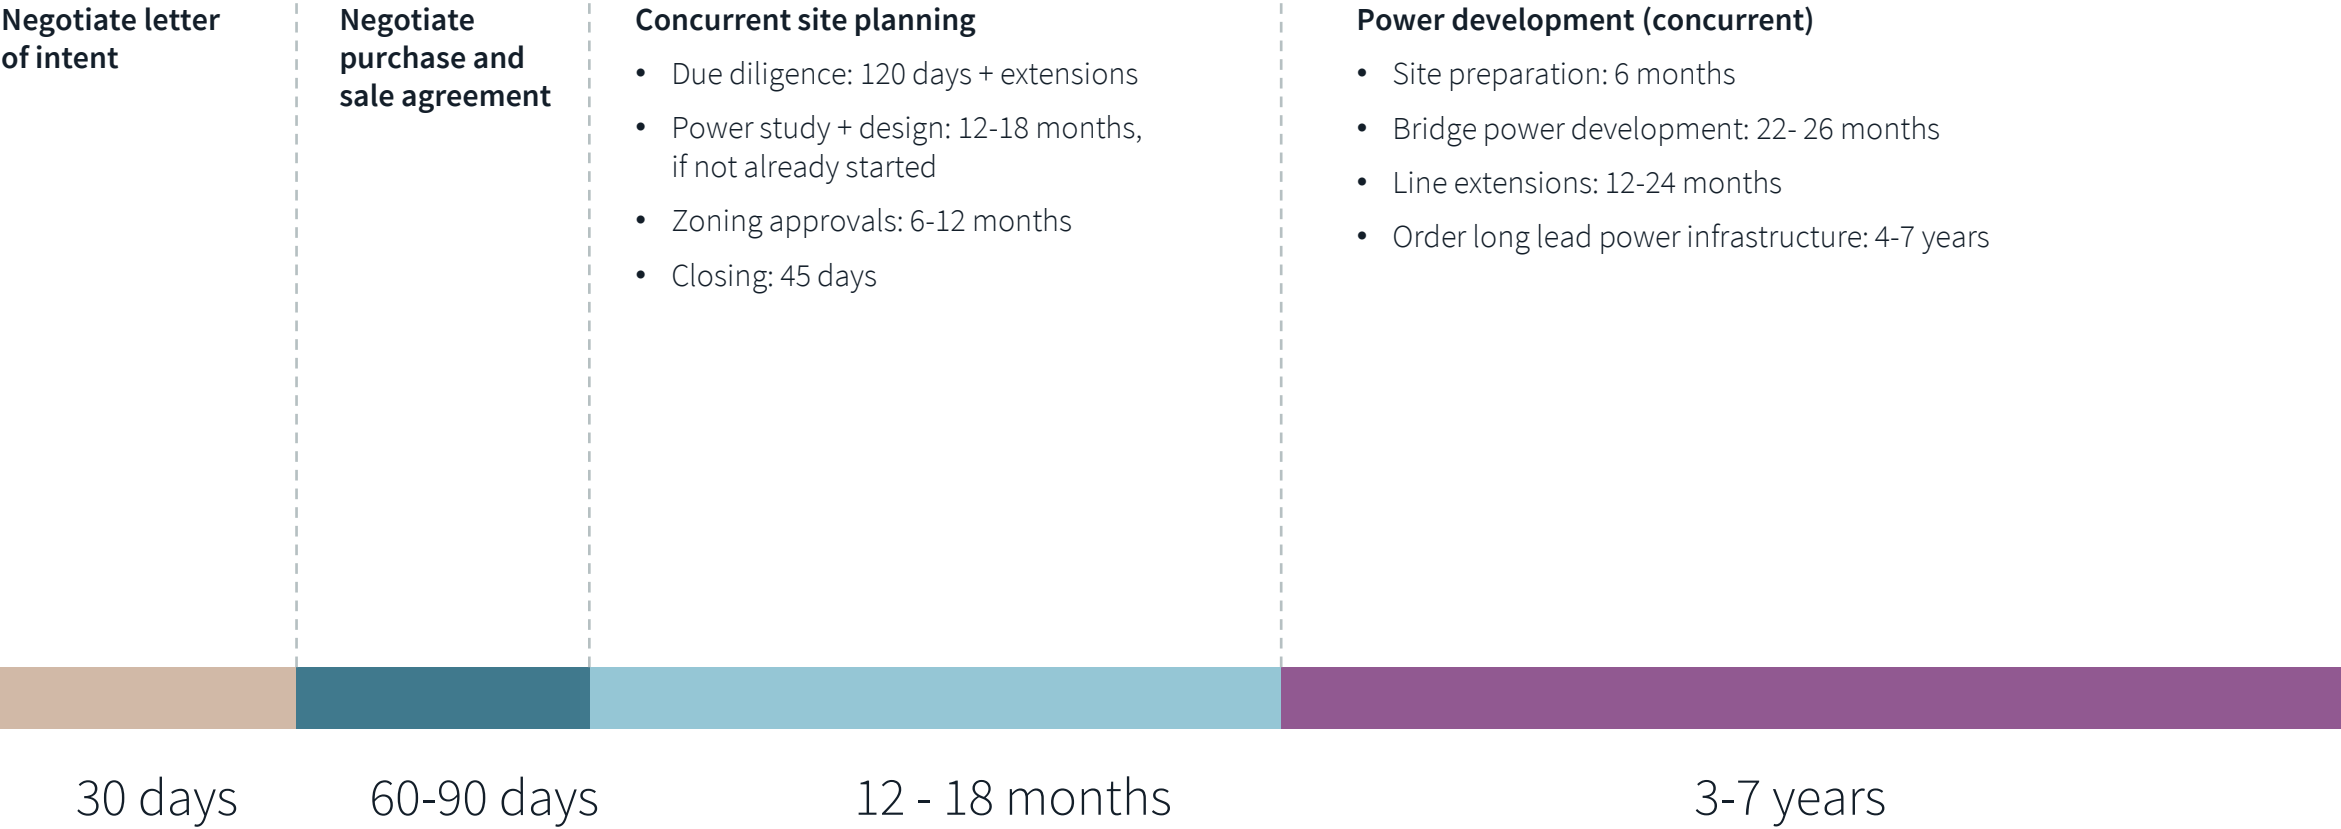 Negotiate letter
of intent
Negotiate
purchase and
sale agreement
Concurrent site planning
• Due diligence: 120 days + extensions
• Power study + design: 12-18 months,
if not already started
• Zoning approvals: 6-12 months
• Closing: 45 days
Power development (concurrent)
• Site preparation: 6 months
• Bridge power development: 22- 26 months
• Line extensions: 12-24 months
• Order long lead power infrastructure: 4-7 years
30 days
60-90 days
12 - 18 months
3-7 years